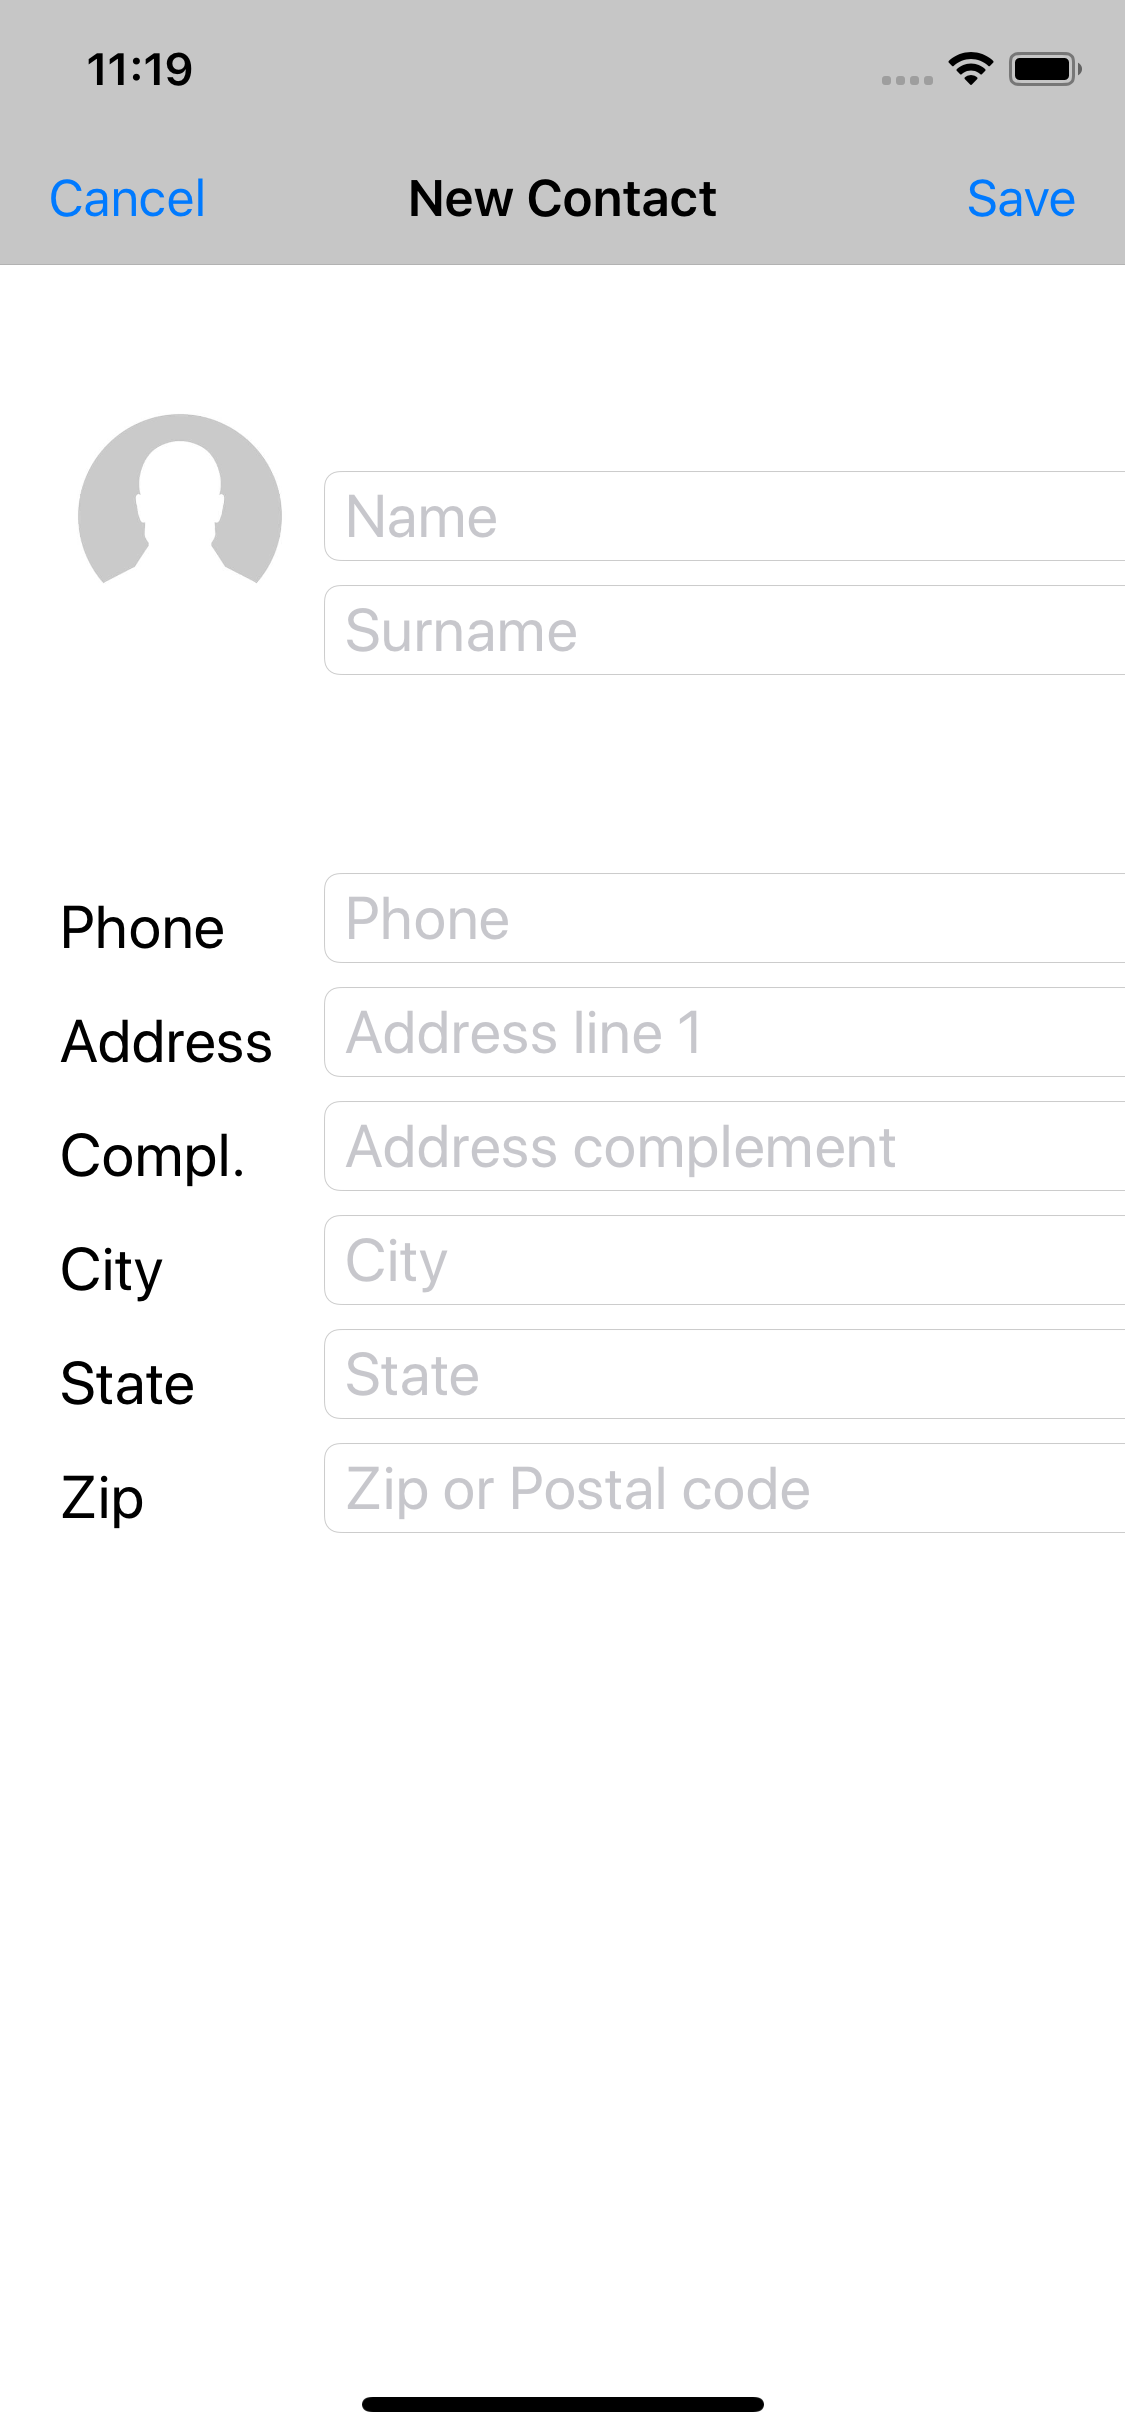 11:19
Cancel New Contact Save
Name
Surname
Phone Phone
Address Address line 1
Compl. Address complement
City City
State State
Zip Zip or Postal code